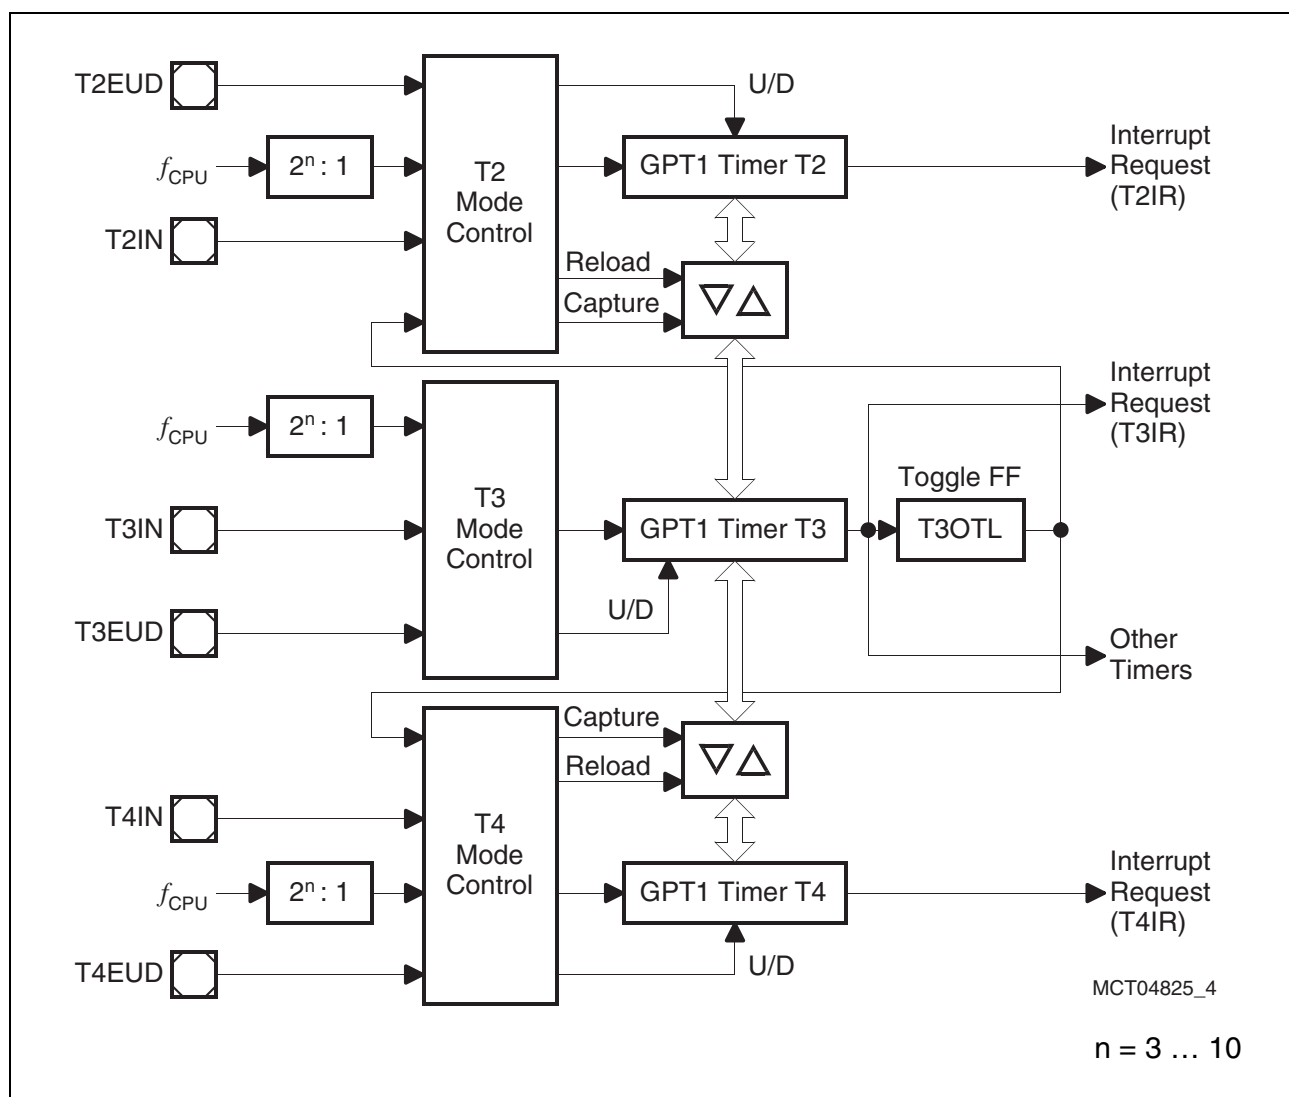 T2EUD
U/D
fCPU
2ⁿ : 1
T2
Mode
Control
GPT1 Timer T2
Interrupt
Request
(T2IR)
T2IN
Reload
Capture
fCPU
2ⁿ : 1
Interrupt
Request
(T3IR)
T3
Mode
Control
Toggle FF
T3IN
GPT1 Timer T3
T3OTL
U/D
T3EUD
Other
Timers
Capture
Reload
T4IN
T4
Mode
Control
fCPU
2ⁿ : 1
GPT1 Timer T4
Interrupt
Request
(T4IR)
T4EUD
U/D
MCT04825_4
n = 3 … 10